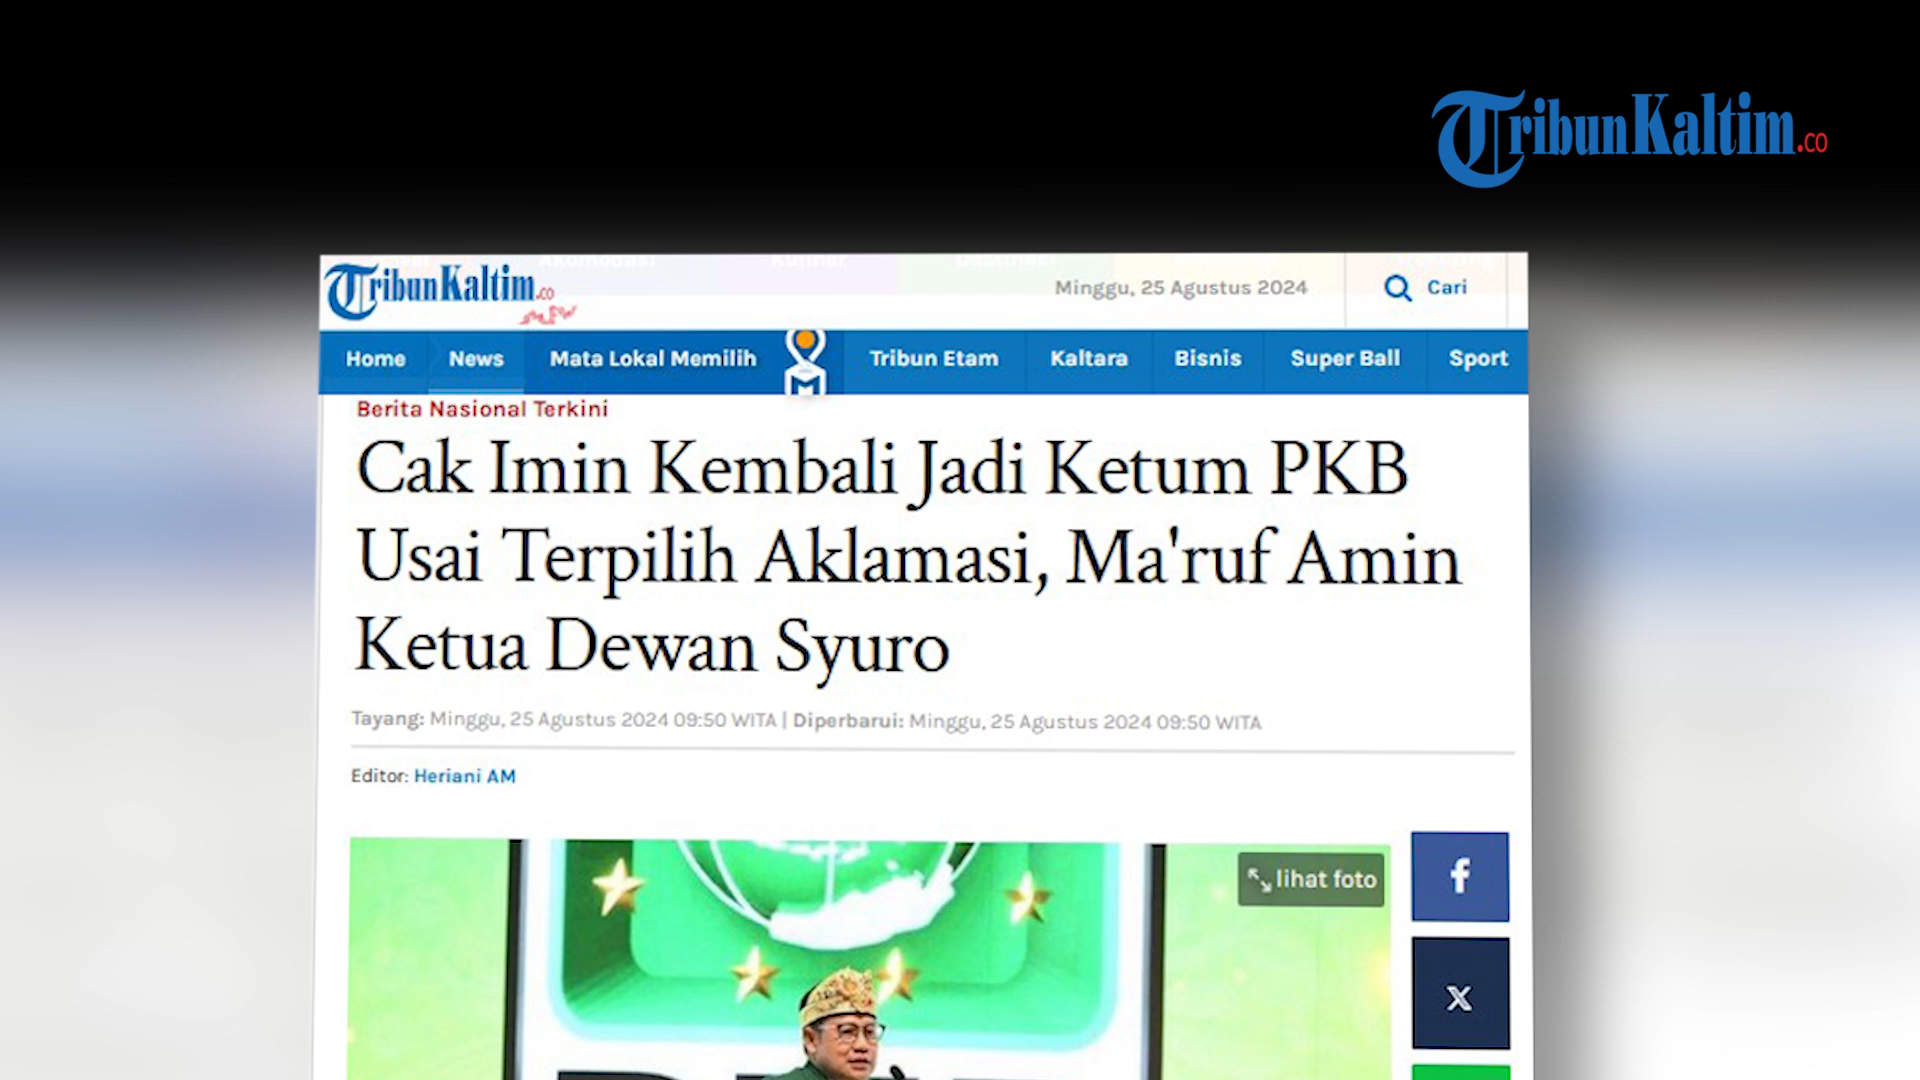 TribunKaltim.co
TribunKaltim.co
Minggu, 25 Agustus 2024
Cari
Home News Mata Lokal Memilih M Tribun Etam Kaltara Bisnis Super Ball Sport
Berita Nasional Terkini
Cak Imin Kembali Jadi Ketum PKB
Usai Terpilih Aklamasi, Ma'ruf Amin
Ketua Dewan Syuro
Tayang: Minggu, 25 Agustus 2024 09:50 WITA | Diperbarui: Minggu, 25 Agustus 2024 09:50 WITA
Editor: Heriani AM
lihat foto
f
X